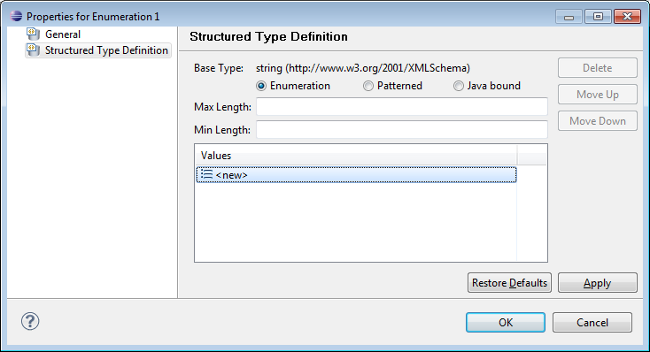 Properties for Enumeration 1
General
Structured Type Definition
Structured Type Definition
Base Type: string (http://www.w3.org/2001/XMLSchema)
Enumeration Patterned Java bound
Max Length:
Min Length:
Values
<new>
Delete
Move Up
Move Down
Restore Defaults Apply
? OK Cancel